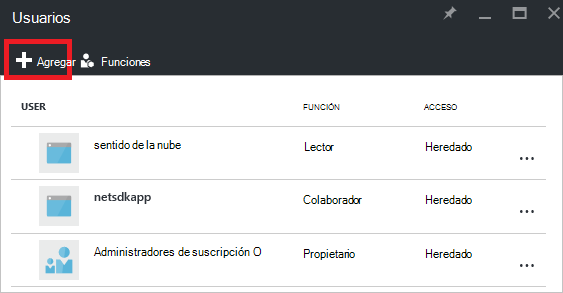 Usuarios
Agregar Funciones
USER FUNCIÓN ACCESO
sentido de la nube Lector Heredado ...
netsdkapp Colaborador Heredado ...
Administradores de suscripción O Propietario Heredado ...